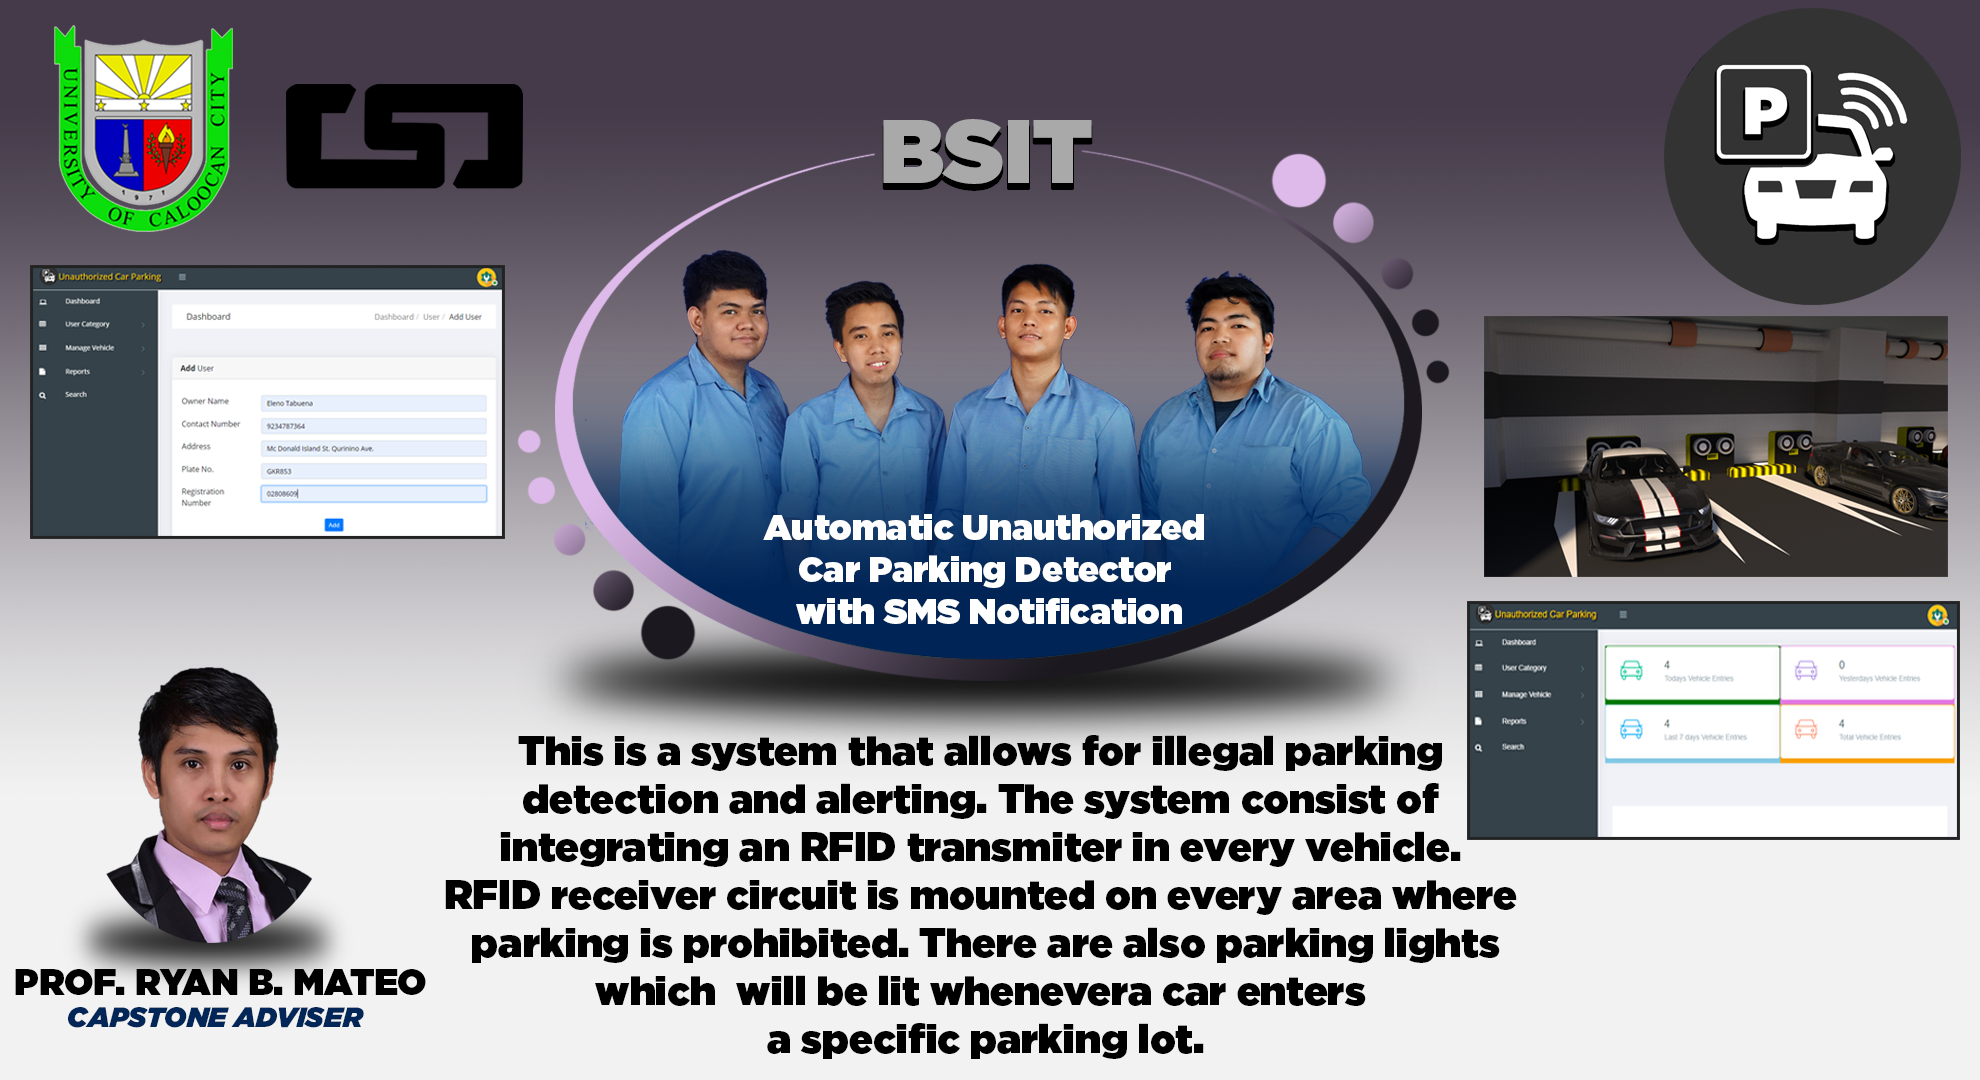 UNIVERSITY OF CALOOCAN CITY
1971
CSD
BSIT
P
Unauthorized Car Parking
Dashboard
User Category
Manage Vehicle
Reports
Search
Dashboard
Dashboard / User / Add User
Add User
Owner Name
Eleno Tabuena
Contact Number
9234787364
Address
Mc Donald Island St. Qurinino Ave.
Plate No.
GKR853
Registration
Number
02808609
Add
Automatic Unauthorized
Car Parking Detector
with SMS Notification
Unauthorized Car Parking
Dashboard
User Category
Manage Vehicle
Reports
Search
4
Todays Vehicle Entries
0
Yesterdays Vehicle Entries
4
Last 7 days Vehicle Entries
4
Total Vehicle Entries
PROF. RYAN B. MATEO
CAPSTONE ADVISER
This is a system that allows for illegal parking
detection and alerting. The system consist of
integrating an RFID transmiter in every vehicle.
RFID receiver circuit is mounted on every area where
parking is prohibited. There are also parking lights
which  will be lit whenevera car enters
a specific parking lot.